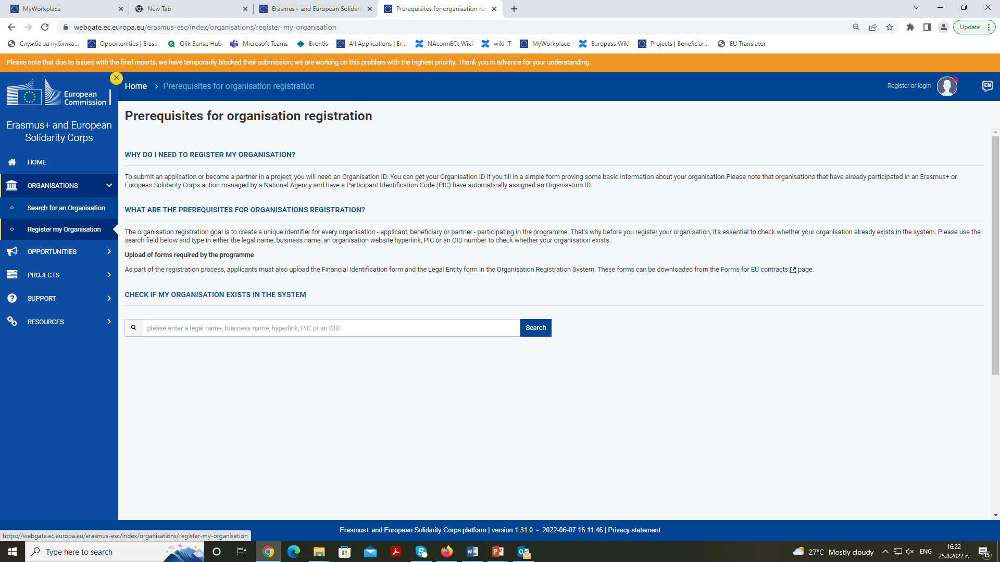 MyWorkplace
New Tab
Erasmus+ and European Solidarit
Prerequisites for organisation reg
webgate.ec.europa.eu/erasmus-esc/index/organisations/register-my-organisation
Update
Служба за публика...
Opportunities | Eras...
Qlik Sense Hub
Microsoft Teams
Eventis
All Applications | Er...
NAconnECt Wiki
wiki IT
MyWorkplace
Europass Wiki
Projects | Beneficiar...
EU Translator
Please note that due to issues with the final reports, we have temporarily blocked their submission; we are working on this problem with the highest priority. Thank you in advance for your understanding.
European
Commission
Home > Prerequisites for organisation registration
Register or login
EN
Erasmus+ and European
Solidarity Corps
HOME
ORGANISATIONS
Search for an Organisation
Register my Organisation
OPPORTUNITIES
PROJECTS
SUPPORT
RESOURCES
Prerequisites for organisation registration
WHY DO I NEED TO REGISTER MY ORGANISATION?
To submit an application or become a partner in a project, you will need an Organisation ID. You can get your Organisation ID if you fill in a simple form proving some basic information about your organisation.Please note that organisations that have already participated in an Erasmus+ or
European Solidarity Corps action managed by a National Agency and have a Participant Identification Code (PIC) have automatically assigned an Organisation ID.
WHAT ARE THE PREREQUISITES FOR ORGANISATIONS REGISTRATION?
The organisation registration goal is to create a unique identifier for every organisation - applicant, beneficiary or partner - participating in the programme. That's why before you register your organisation, it's essential to check whether your organisation already exists in the system. Please use the
search field below and type in either the legal name, business name, an organisation website hyperlink, PIC or an OID number to check whether your organisation exists.
Upload of forms required by the programme
As part of the registration process, applicants must also upload the Financial Identification form and the Legal Entity form in the Organisation Registration System. These forms can be downloaded from the Forms for EU contracts page.
CHECK IF MY ORGANISATION EXISTS IN THE SYSTEM
please enter a legal name, business name, hyperlink, PIC or an OID
Search
Erasmus+ and European Solidarity Corps platform | version 1.31.0 - 2022-06-07 16:11:46 | Privacy statement
https://webgate.ec.europa.eu/erasmus-esc/index/organisations/register-my-organisation
Type here to search
27°C Mostly cloudy
ENG
16:22
25.8.2022 г.
15